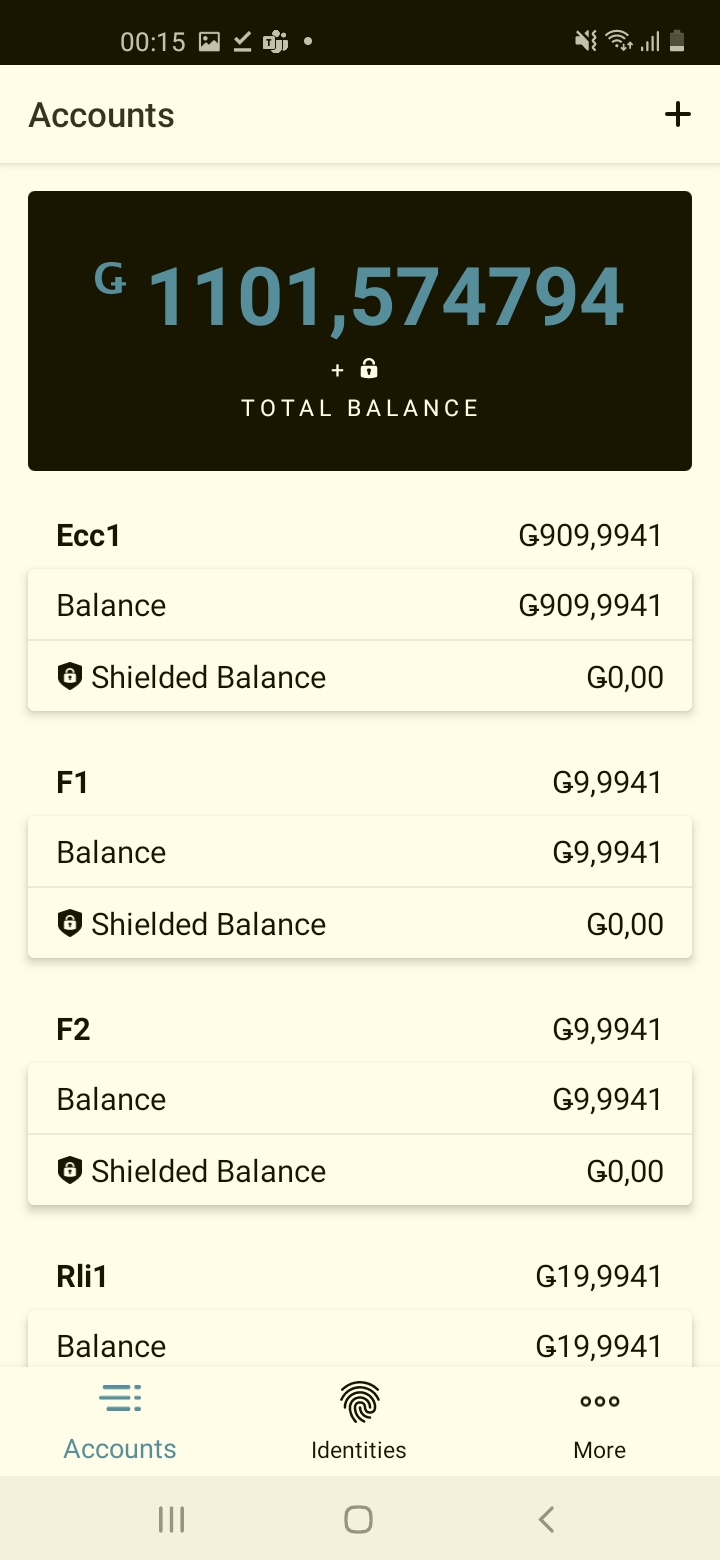 00:15
Accounts
Ǥ 1101,574794
+
TOTAL BALANCE
Ecc1 Ǥ909,9941
Balance Ǥ909,9941
Shielded Balance Ǥ0,00
F1 Ǥ9,9941
Balance Ǥ9,9941
Shielded Balance Ǥ0,00
F2 Ǥ9,9941
Balance Ǥ9,9941
Shielded Balance Ǥ0,00
Rli1 Ǥ19,9941
Balance Ǥ19,9941
Accounts Identities More